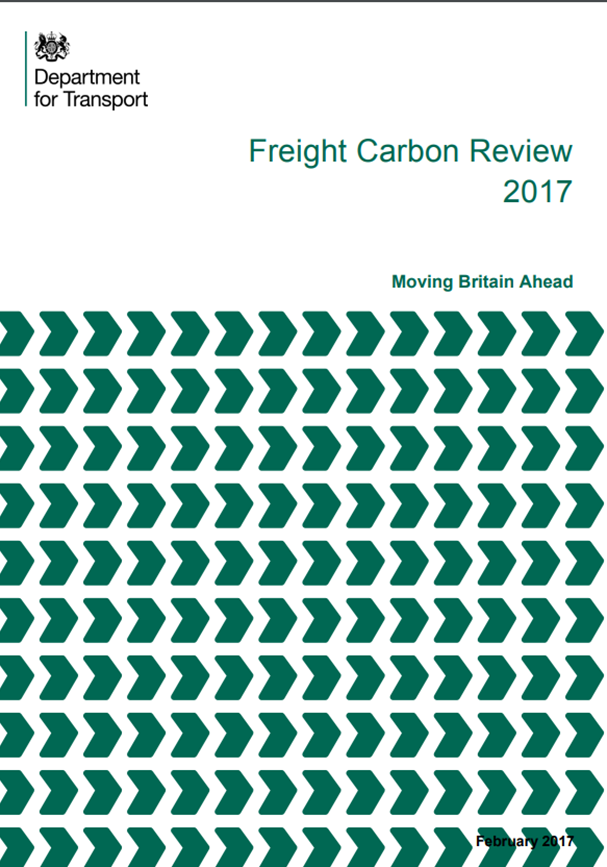 Department
for Transport
Freight Carbon Review
2017
Moving Britain Ahead
February 2017